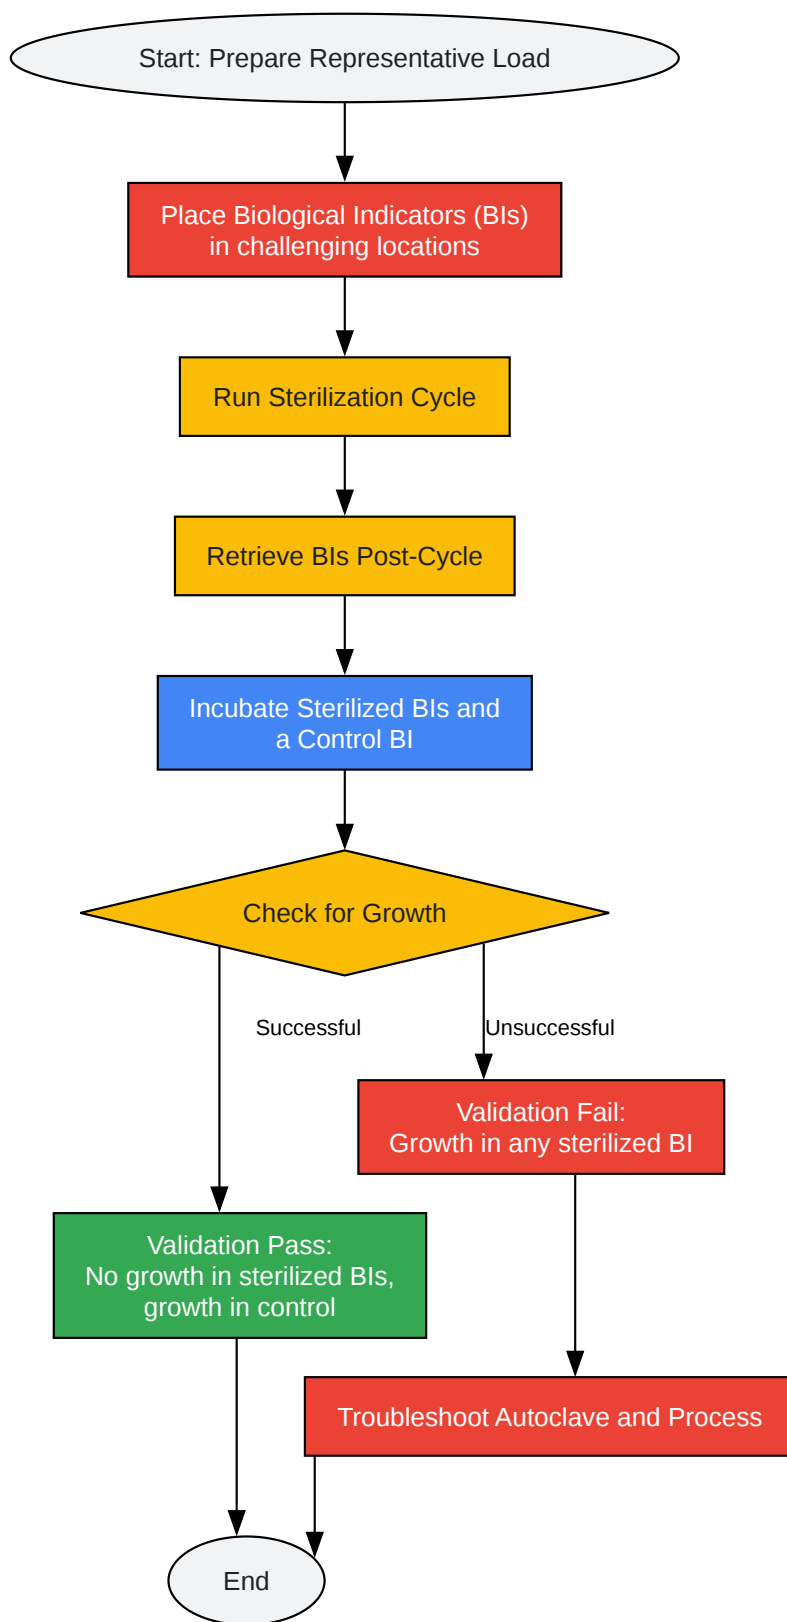 Start: Prepare Representative Load
Place Biological Indicators (BIs)
in challenging locations
Run Sterilization Cycle
Retrieve BIs Post-Cycle
Incubate Sterilized BIs and
a Control BI
Check for Growth
Successful
Unsuccessful
Validation Fail:
Growth in any sterilized BI
Validation Pass:
No growth in sterilized BIs,
growth in control
Troubleshoot Autoclave and Process
End